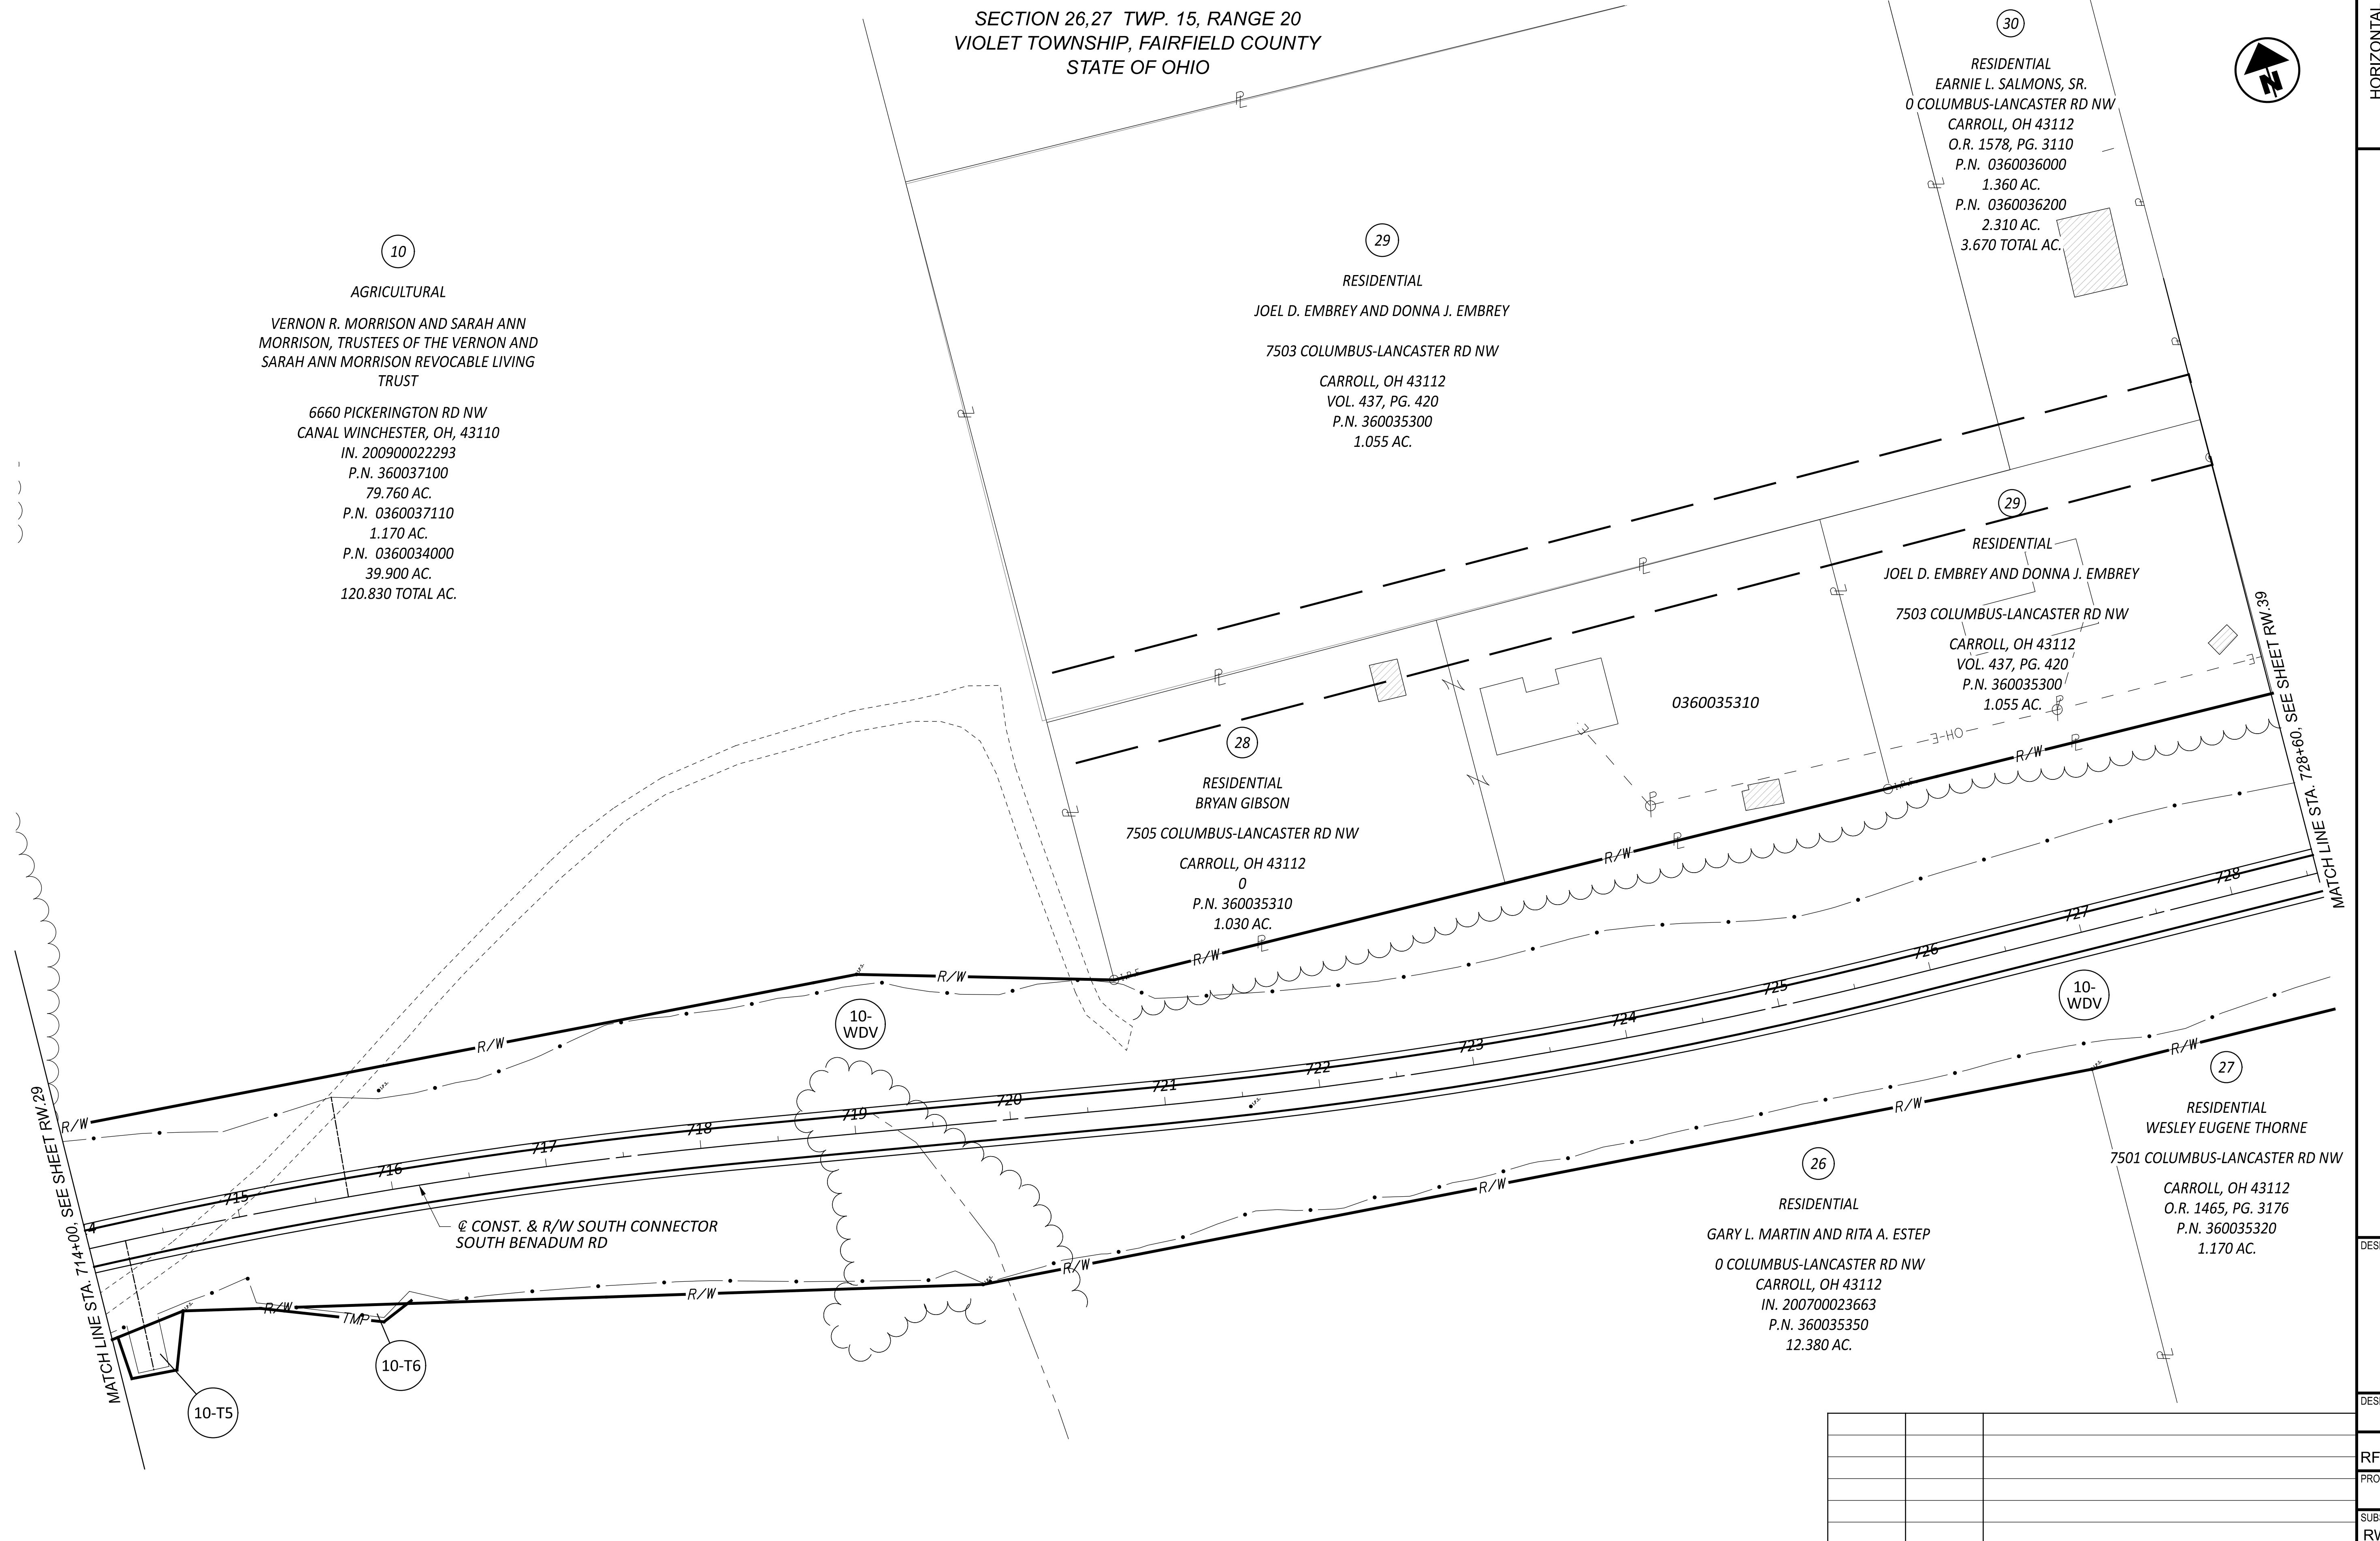 SECTION 26,27 TWP. 15, RANGE 20
VIOLET TOWNSHIP, FAIRFIELD COUNTY
STATE OF OHIO
HORIZONTAL
N
30
RESIDENTIAL
EARNIE L. SALMONS, SR.
0 COLUMBUS-LANCASTER RD NW
CARROLL, OH 43112
O.R. 1578, PG. 3110
P.N. 0360036000
1.360 AC.
P.N. 0360036200
2.310 AC.
3.670 TOTAL AC.
10
AGRICULTURAL
VERNON R. MORRISON AND SARAH ANN
MORRISON, TRUSTEES OF THE VERNON AND
SARAH ANN MORRISON REVOCABLE LIVING
TRUST
6660 PICKERINGTON RD NW
CANAL WINCHESTER, OH, 43110
IN. 200900022293
P.N. 360037100
79.760 AC.
P.N. 0360037110
1.170 AC.
P.N. 0360034000
39.900 AC.
120.830 TOTAL AC.
29
RESIDENTIAL
JOEL D. EMBREY AND DONNA J. EMBREY
7503 COLUMBUS-LANCASTER RD NW
CARROLL, OH 43112
VOL. 437, PG. 420
P.N. 360035300
1.055 AC.
29
RESIDENTIAL
JOEL D. EMBREY AND DONNA J. EMBREY
7503 COLUMBUS-LANCASTER RD NW
CARROLL, OH 43112
VOL. 437, PG. 420
P.N. 360035300
1.055 AC.
0360035310
E
E
OH-E
28
RESIDENTIAL
BRYAN GIBSON
7505 COLUMBUS-LANCASTER RD NW
CARROLL, OH 43112
0
P.N. 360035310
1.030 AC.
MATCH LINE STA. 728+60, SEE SHEET RW.39
R/W
R/W
R/W
R/W
R/W
R/W
I.P.F.
I.P.F.
10-
WDV
10-
WDV
4
715
716
717
718
719
720
721
722
723
724
725
726
727
728
℄ CONST. & R/W SOUTH CONNECTOR
SOUTH BENADUM RD
MATCH LINE STA. 714+00, SEE SHEET RW.29
R/W
TMP
R/W
R/W
R/W
R/W
R/W
10-T5
10-T6
26
RESIDENTIAL
GARY L. MARTIN AND RITA A. ESTEP
0 COLUMBUS-LANCASTER RD NW
CARROLL, OH 43112
IN. 200700023663
P.N. 360035350
12.380 AC.
27
RESIDENTIAL
WESLEY EUGENE THORNE
7501 COLUMBUS-LANCASTER RD NW
CARROLL, OH 43112
O.R. 1465, PG. 3176
P.N. 360035320
1.170 AC.